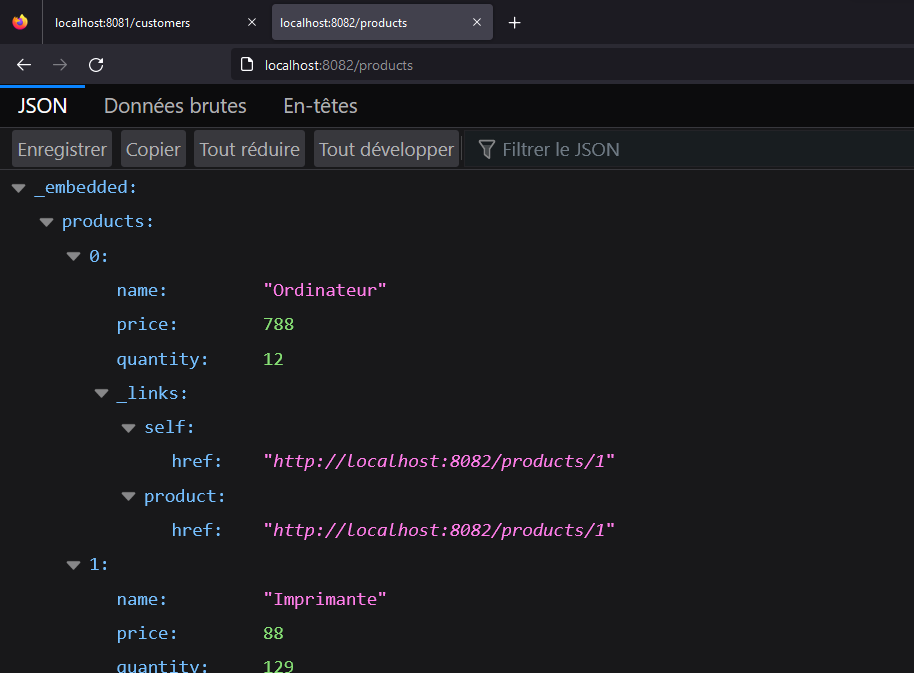 localhost:8081/customers
localhost:8082/products
localhost:8082/products
JSON Données brutes En-têtes
Enregistrer Copier Tout réduire Tout développer Filtrer le JSON
_embedded:
products:
0:
name: "Ordinateur"
price: 788
quantity: 12
_links:
self:
href: "http://localhost:8082/products/1"
product:
href: "http://localhost:8082/products/1"
1:
name: "Imprimante"
price: 88
quantity: 129